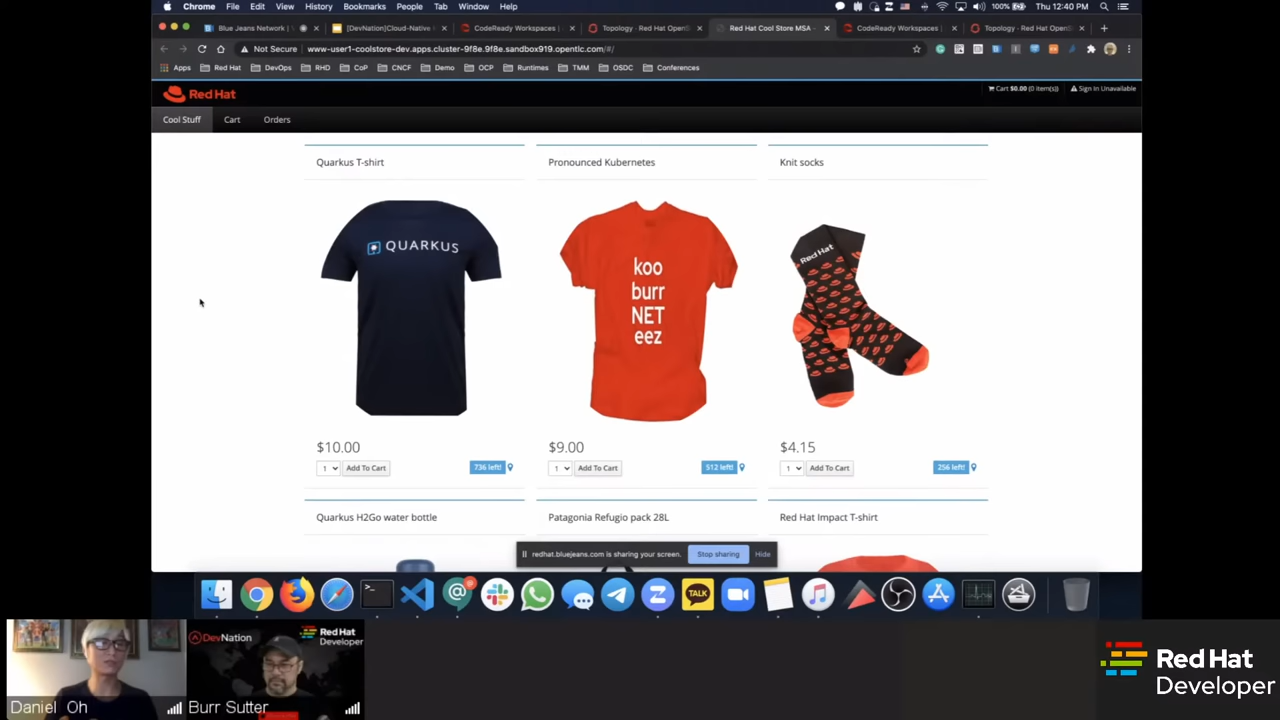 Chrome File Edit View History Bookmarks People Tab Window Help
100% Thu 12:40 PM
Blue Jeans Network |
[DevNation]Cloud-Native
CodeReady Workspaces |
Topology · Red Hat OpenS
Red Hat Cool Store MSA -
CodeReady Workspaces |
Topology · Red Hat OpenS
Not Secure www-user1-coolstore-dev.apps.cluster-9f8e.9f8e.sandbox919.opentlc.com/#/
Apps Red Hat DevOps RHD CoP CNCF Demo OCP Runtimes TMM OSDC Conferences
Red Hat
Cart $0.00 (0 item(s)) Sign In Unavailable
Cool Stuff Cart Orders
Quarkus T-shirt
Pronounced Kubernetes
Knit socks
QUARKUS
koo
burr
NET
eez
Red Hat
$10.00
$9.00
$4.15
1 Add To Cart 736 left!
1 Add To Cart 512 left!
1 Add To Cart 256 left!
Quarkus H2Go water bottle
Patagonia Refugio pack 28L
Red Hat Impact T-shirt
redhat.bluejeans.com is sharing your screen. Stop sharing Hide
TALK
DevNation
Red Hat
Developer
Daniel Oh
Burr Sutter
Red Hat
Developer